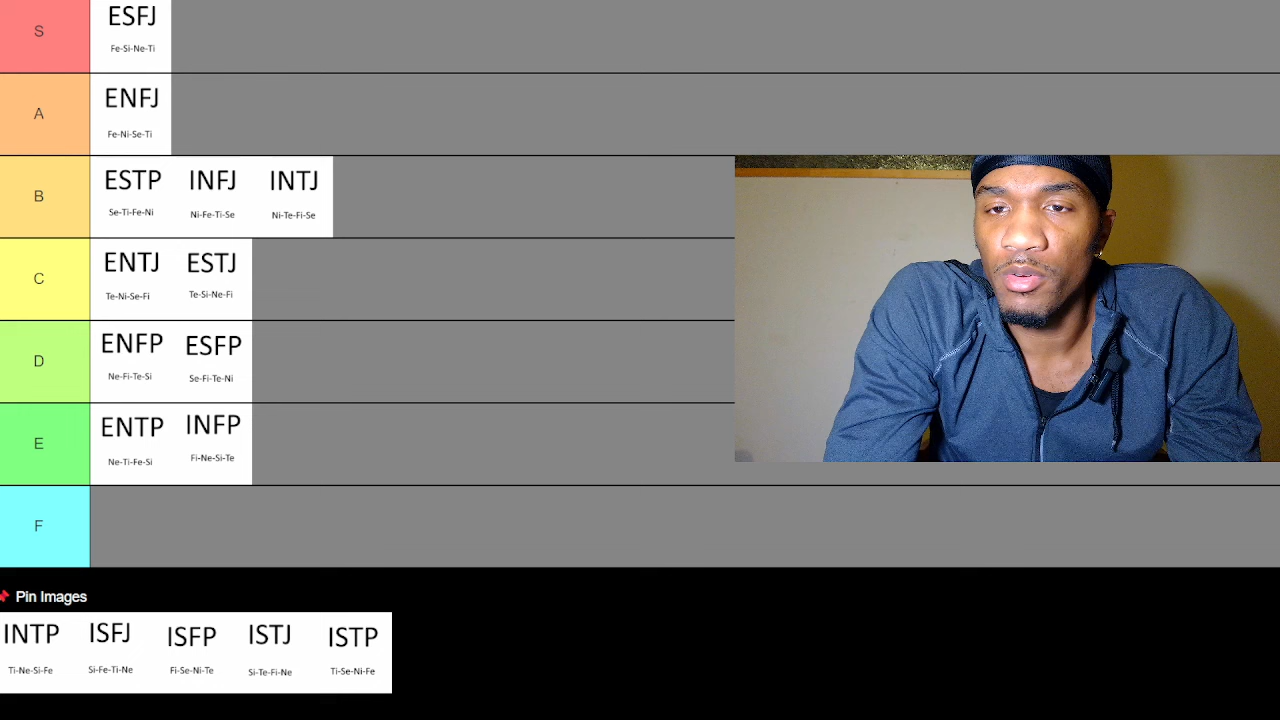 S
ESFJ
Fe-Si-Ne-Ti
A
ENFJ
Fe-Ni-Se-Ti
B
ESTP INFJ INTJ
Se-Ti-Fe-Ni Ni-Fe-Ti-Se Ni-Te-Fi-Se
C
ENTJ ESTJ
Te-Ni-Se-Fi Te-Si-Ne-Fi
D
ENFP ESFP
Ne-Fi-Te-Si Se-Fi-Te-Ni
E
ENTP INFP
Ne-Ti-Fe-Si Fi-Ne-Si-Te
F
Pin Images
INTP ISFJ ISFP ISTJ ISTP
Ti-Ne-Si-Fe Si-Fe-Ti-Ne Fi-Se-Ni-Te Si-Te-Fi-Ne Ti-Se-Ni-Fe